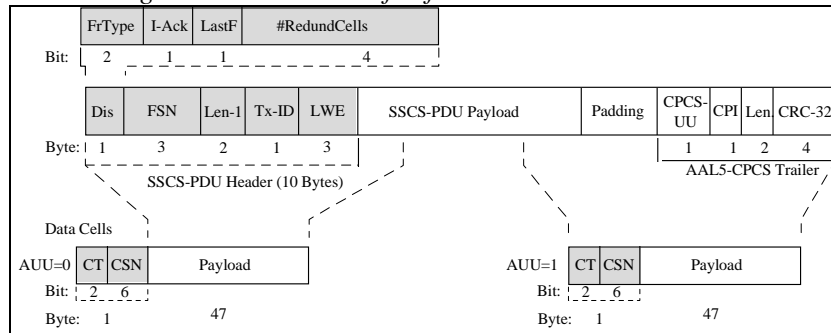 FrType I-Ack LastF #RedundCells
Bit: 2 1 1 4
Dis FSN Len-1 Tx-ID LWE SSCS-PDU Payload Padding CPCS-UU CPI Len. CRC-32
Byte: 1 3 2 1 3 1 1 2 4
SSCS-PDU Header (10 Bytes) AAL5-CPCS Trailer
Data Cells
AUU=0 CT CSN Payload AUU=1 CT CSN Payload
Bit: 2 6 Bit: 2 6
Byte: 1 47 Byte: 1 47